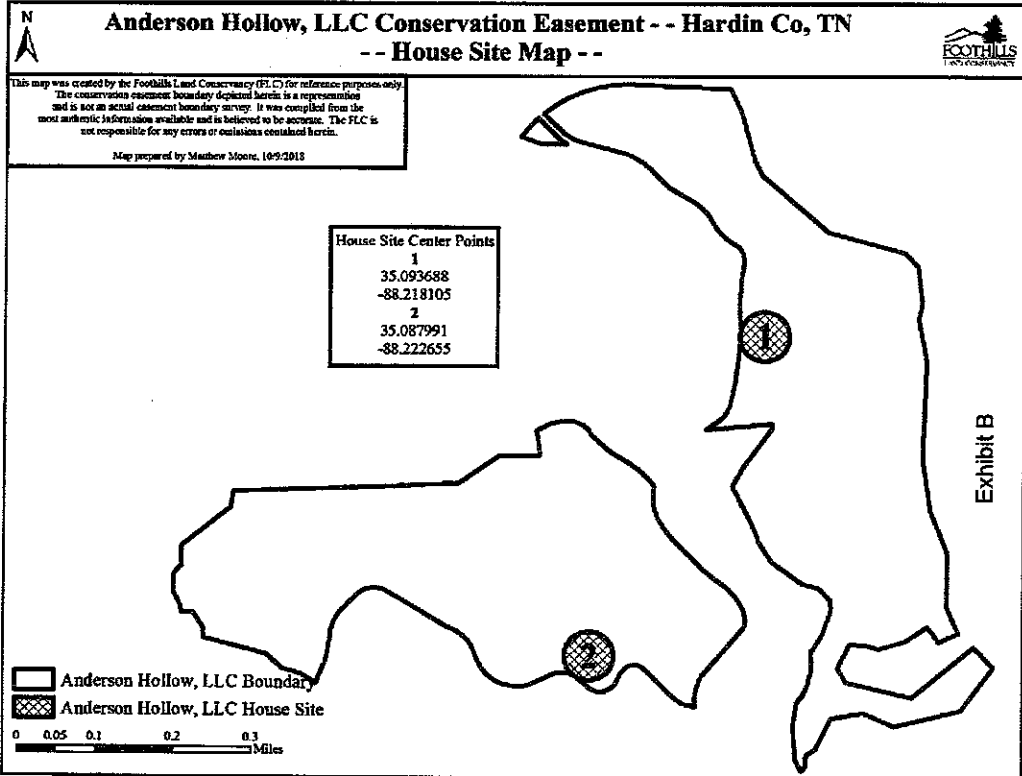 N
Anderson Hollow, LLC Conservation Easement - - Hardin Co, TN
- - House Site Map - -
FOOTHILLS
LAND CONSERVANCY
This map was created by the Foothills Land Conservancy (FLC) for reference purposes only.
The conservation easement boundary depicted herein is a representation
and is not an actual easement boundary survey. It was compiled from the
most authentic information available and is believed to be accurate. The FLC is
not responsible for any errors or omissions contained herein.
Map prepared by Matthew Moore, 10/9/2018
House Site Center Points
1
35.093688
-88.218105
2
35.087991
-88.222655
1
Exhibit B
2
Anderson Hollow, LLC Boundary
Anderson Hollow, LLC House Site
0 0.05 0.1 0.2 0.3
Miles